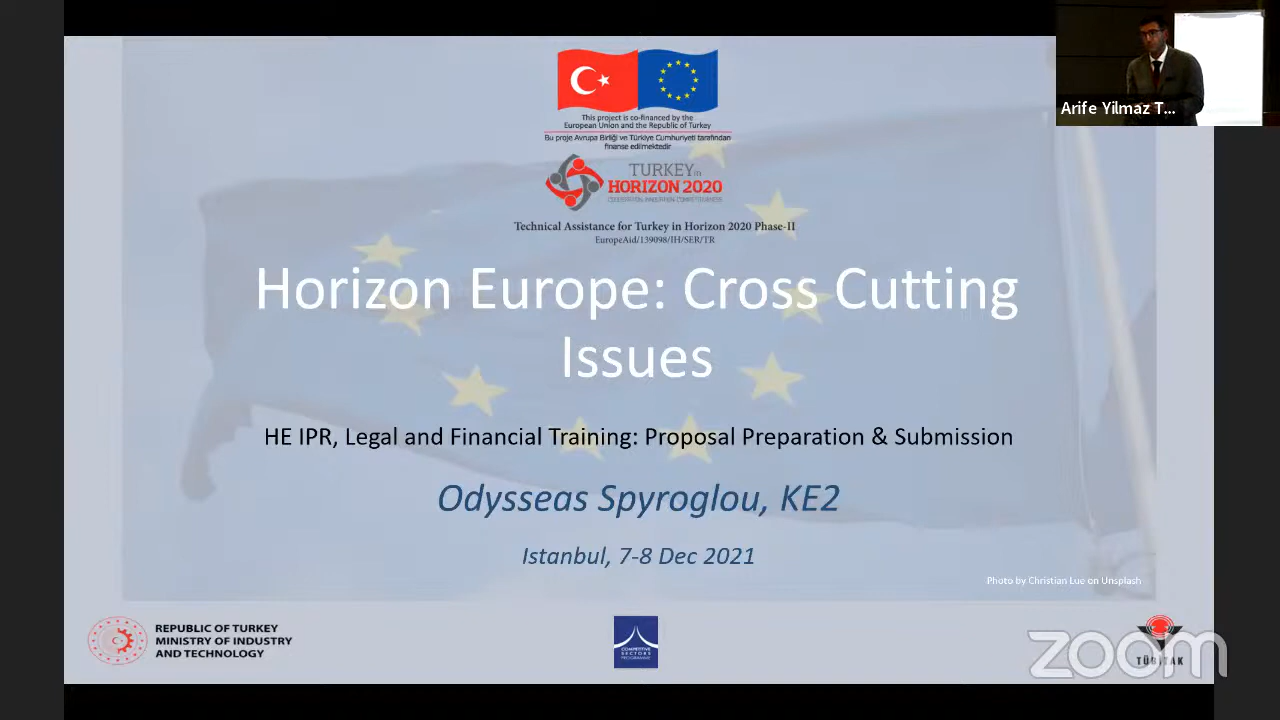 Arife Yilmaz T...
This project is co-financed by the
European Union and the Republic of Turkey
Bu proje Avrupa Birliği ve Türkiye Cumhuriyeti tarafından
finanse edilmektedir
TURKEY in
HORIZON 2020
COOPERATION INNOVATION COMPETITIVENESS
Technical Assistance for Turkey in Horizon 2020 Phase-II
EuropeAid/139098/IH/SER/TR
Horizon Europe: Cross Cutting
Issues
HE IPR, Legal and Financial Training: Proposal Preparation & Submission
Odysseas Spyroglou, KE2
Istanbul, 7-8 Dec 2021
Photo by Christian Lue on Unsplash
REPUBLIC OF TURKEY
MINISTRY OF INDUSTRY
AND TECHNOLOGY
COMPETITIVE
SECTORS
PROGRAMME
zoom
TÜBİTAK